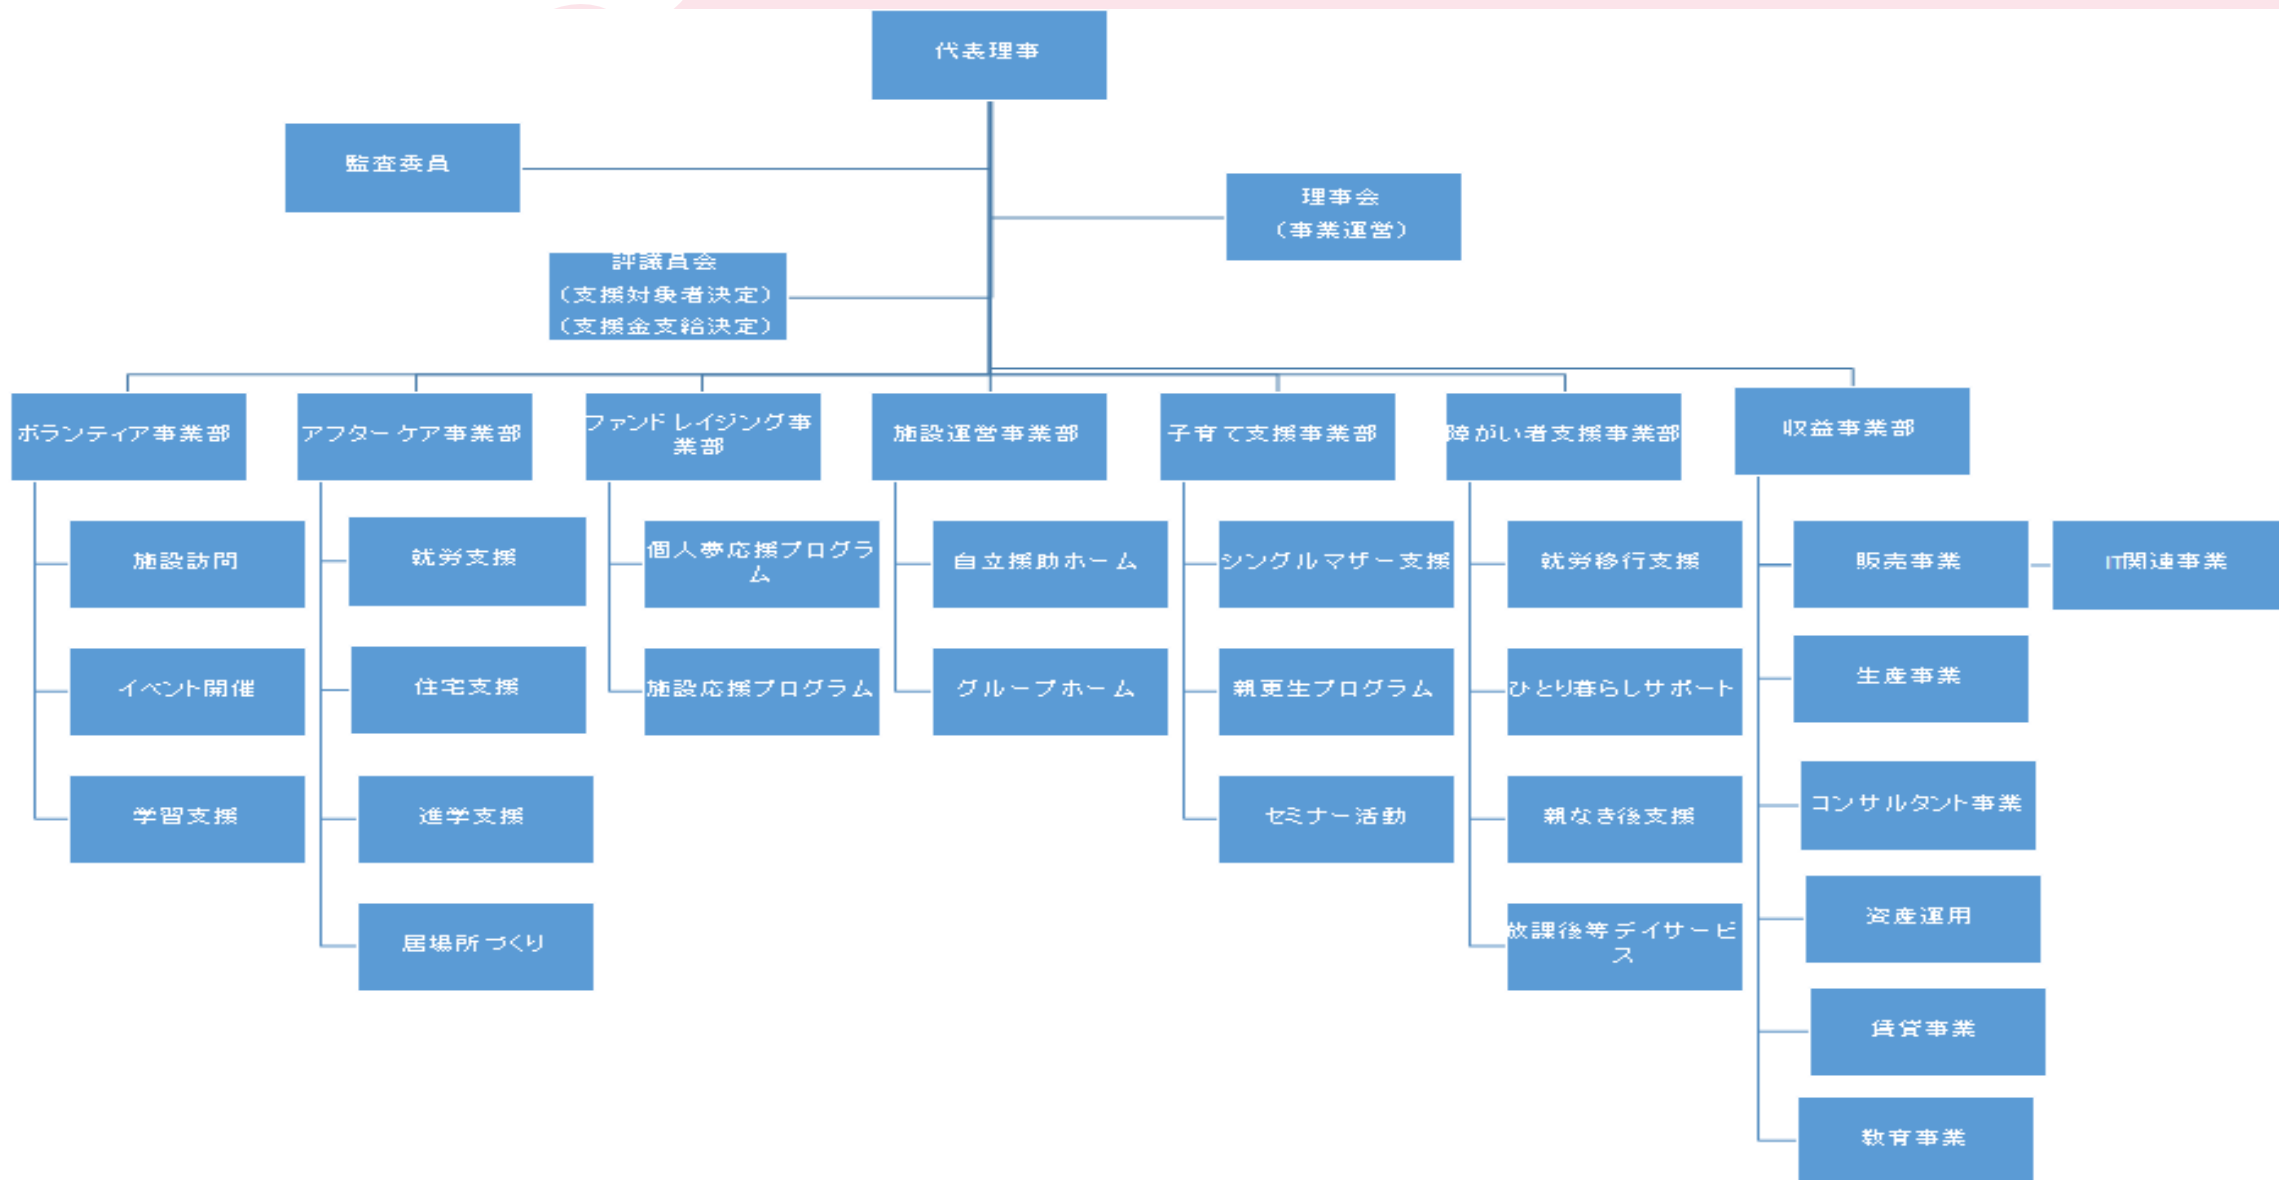 代表理事
監査委員
理事会
（事業運営）
評議員会
（支援対象者決定）
（支援金支給決定）
ボランティア事業部
アフターケア事業部
ファンドレイジング事
業部
施設運営事業部
子育て支援事業部
障がい者支援事業部
収益事業部
施設訪問
イベント開催
学習支援
就労支援
住宅支援
進学支援
居場所づくり
個人夢応援プログラ
ム
施設応援プログラム
自立援助ホーム
グループホーム
シングルマザー支援
親更生プログラム
セミナー活動
就労移行支援
ひとり暮らしサポート
親なき後支援
放課後等デイサービ
ス
販売事業
IT関連事業
生産事業
コンサルタント事業
資産運用
賃貸事業
教育事業